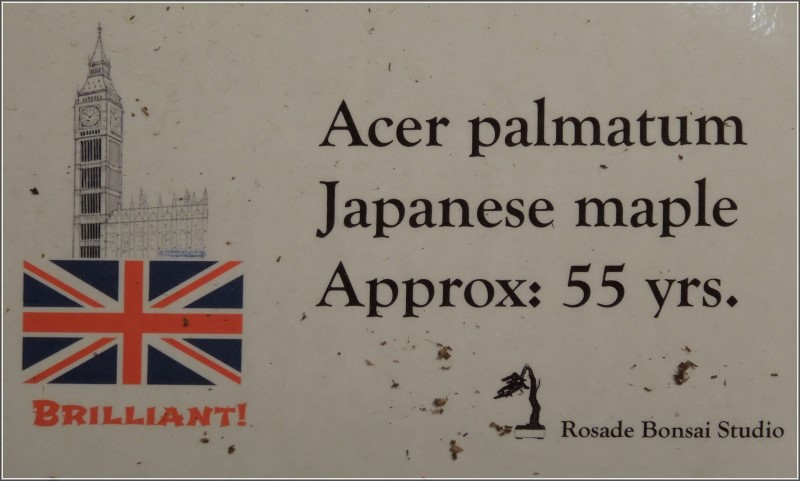 Acer palmatum
Japanese maple
Approx: 55 yrs.
BRILLIANT!
Rosade Bonsai Studio